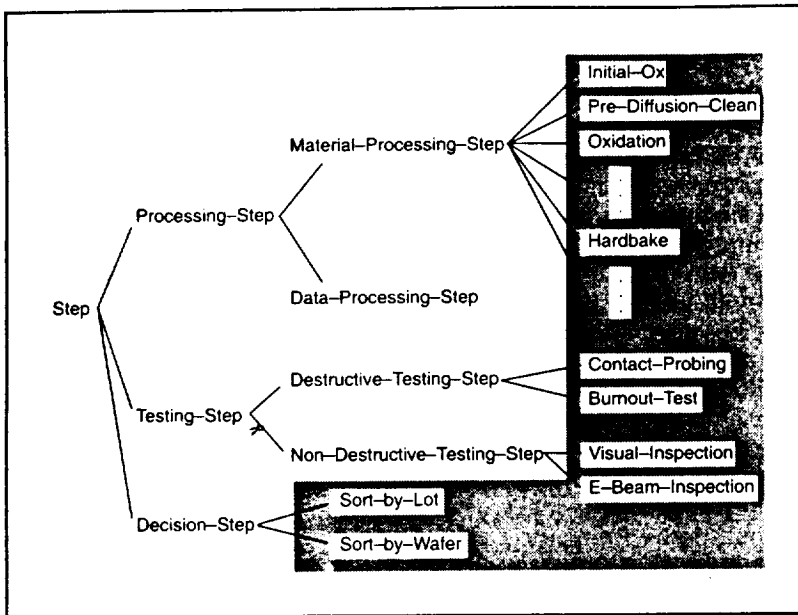 Initial–Ox
Pre–Diffusion–Clean
Material–Processing–Step
Oxidation
Processing–Step
Hardbake
Data–Processing–Step
Step
Contact–Probing
Destructive–Testing–Step
Burnout–Test
Testing–Step
Non–Destructive–Testing–Step
Visual–Inspection
E–Beam–Inspection
Sort–by–Lot
Decision–Step
Sort–by–Wafer